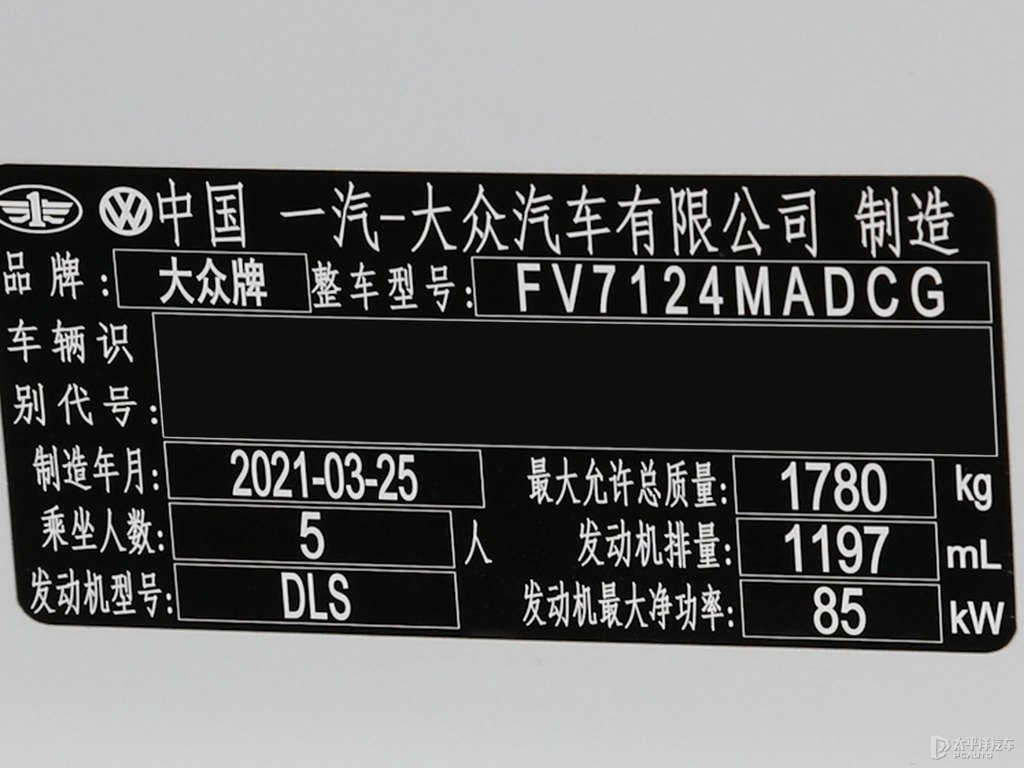 中国 一汽-大众汽车有限公司 制造
品牌: 大众牌 整车型号: FV7124MADCG
车辆识
别代号:
制造年月: 2021-03-25 最大允许总质量: 1780 kg
乘坐人数: 5 人 发动机排量: 1197 mL
发动机型号: DLS 发动机最大净功率: 85 kW
太平洋汽车
PCAUTO